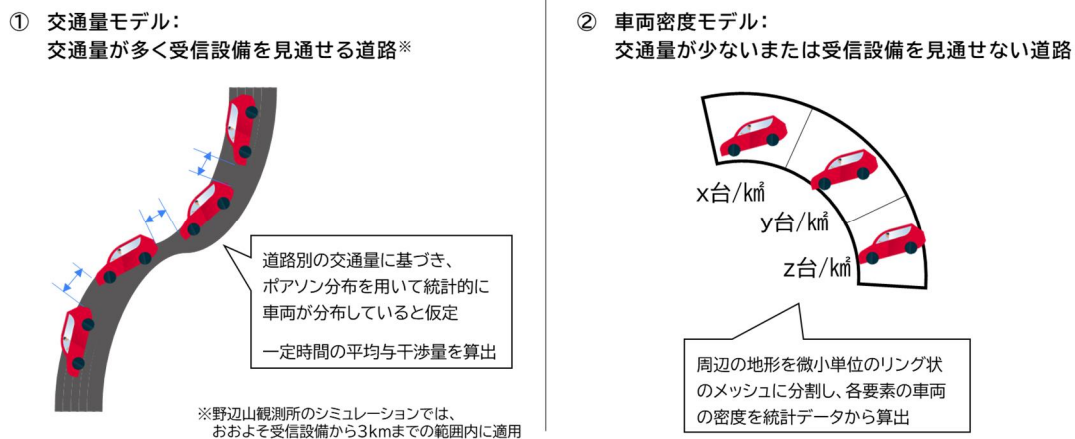 ① 交通量モデル：
交通量が多く受信設備を見通せる道路※
道路別の交通量に基づき、
ポアソン分布を用いて統計的に
車両が分布していると仮定
一定時間の平均与干渉量を算出
※野辺山観測所のシミュレーションでは、
おおよそ受信設備から3kmまでの範囲内に適用
② 車両密度モデル：
交通量が少ないまたは受信設備を見通せない道路
x台/k㎡
y台/k㎡
z台/k㎡
周辺の地形を微小単位のリング状
のメッシュに分割し、各要素の車両
の密度を統計データから算出